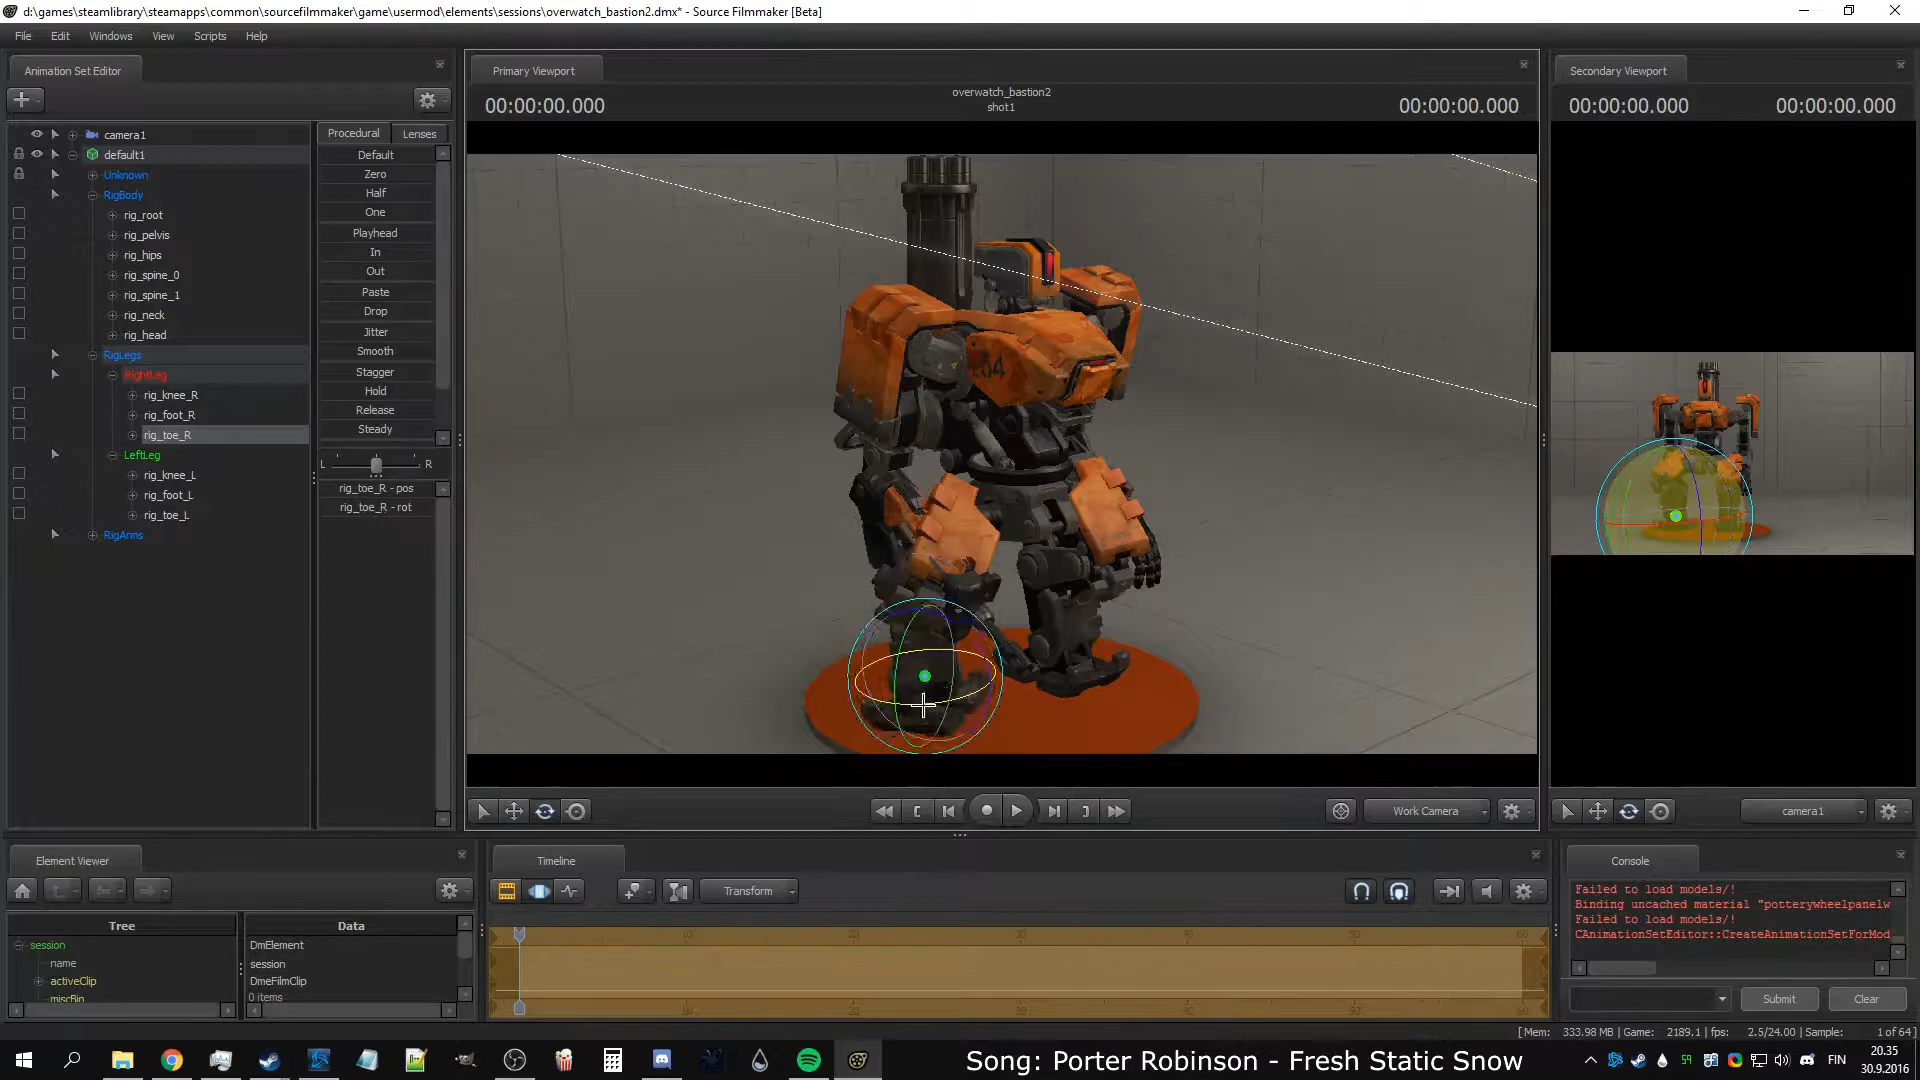 d:\games\steamlibrary\steamapps\common\sourcefilmmaker\game\usermod\elements\sessions\overwatch_bastion2.dmx* - Source Filmmaker [Beta]
File Edit Windows View Scripts Help
Animation Set Editor
Primary Viewport
Secondary Viewport
00:00:00.000
overwatch_bastion2
shot1
00:00:00.000
00:00:00.000
00:00:00.000
camera1
default1
Unknown
RigBody
rig_root
rig_pelvis
rig_hips
rig_spine_0
rig_spine_1
rig_neck
rig_head
RigLegs
RightLeg
rig_knee_R
rig_foot_R
rig_toe_R
LeftLeg
rig_knee_L
rig_foot_L
rig_toe_L
RigArms
Procedural Lenses
Default
Zero
Half
One
Playhead
In
Out
Paste
Drop
Jitter
Smooth
Stagger
Hold
Release
Steady
L R
rig_toe_R - pos
rig_toe_R - rot
Work Camera
camera1
Element Viewer
Timeline
Console
Transform
Tree
Data
session
name
activeClip
miscBin
DmElement
session
DmeFilmClip
0 items
Failed to load models/!
Binding uncached material "potterywheelpanelw
Failed to load models/!
CAnimationSetEditor::CreateAnimationSetForMod
Submit
Clear
[ Mem: 333.98 MB | Game: 2189.1 | fps: 2.5/24.00 | Sample: 1 of 64 ]
Song: Porter Robinson - Fresh Static Snow
FIN
20.35
30.9.2016